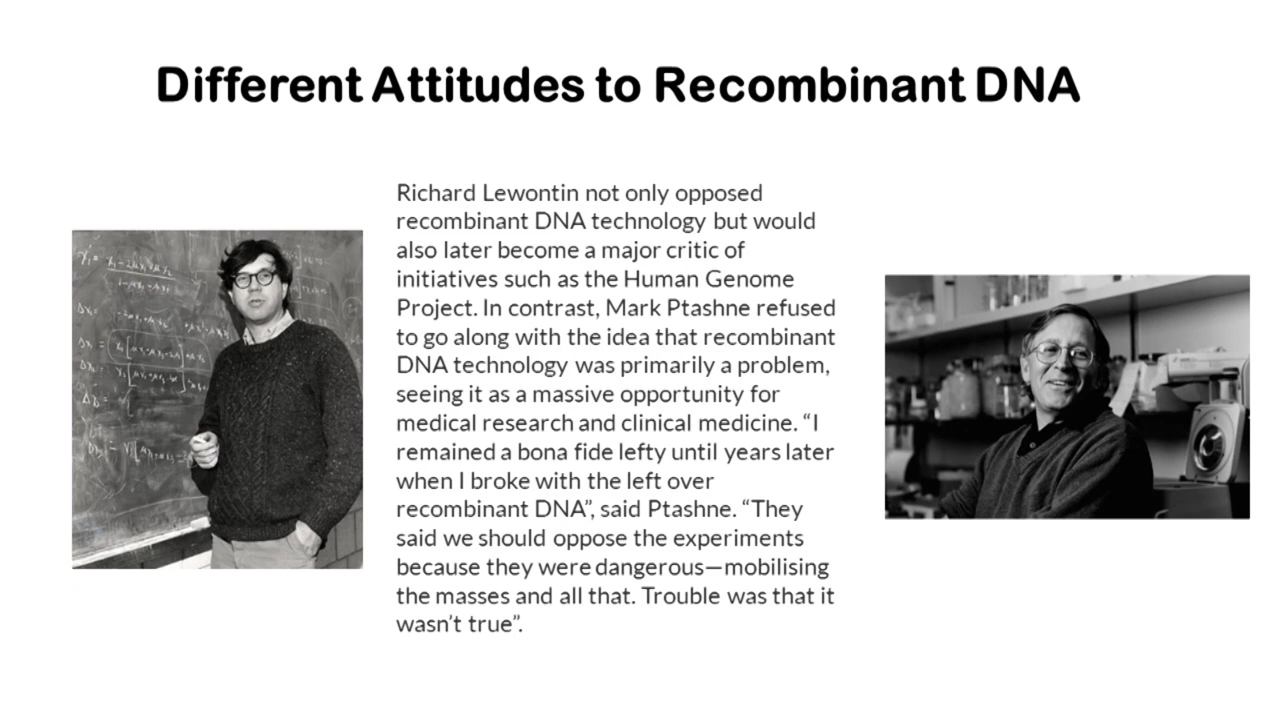 Different Attitudes to Recombinant DNA
Richard Lewontin not only opposed
recombinant DNA technology but would
also later become a major critic of
initiatives such as the Human Genome
Project. In contrast, Mark Ptashne refused
to go along with the idea that recombinant
DNA technology was primarily a problem,
seeing it as a massive opportunity for
medical research and clinical medicine. “I
remained a bona fide lefty until years later
when I broke with the left over
recombinant DNA”, said Ptashne. “They
said we should oppose the experiments
because they were dangerous—mobilising
the masses and all that. Trouble was that it
wasn’t true”.